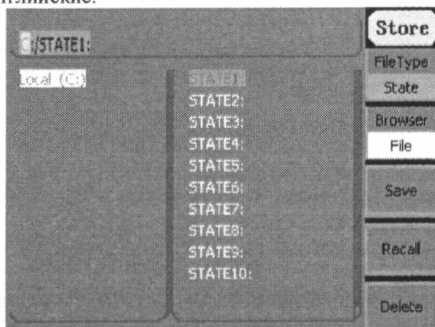 глийские.
C:/STATE1:
Local (C:)
STATE1:
STATE2:
STATE3:
STATE4:
STATE5:
STATE6:
STATE7:
STATE8:
STATE9:
STATE10:
Store
FileType
State
Browser
File
Save
Recall
Delete